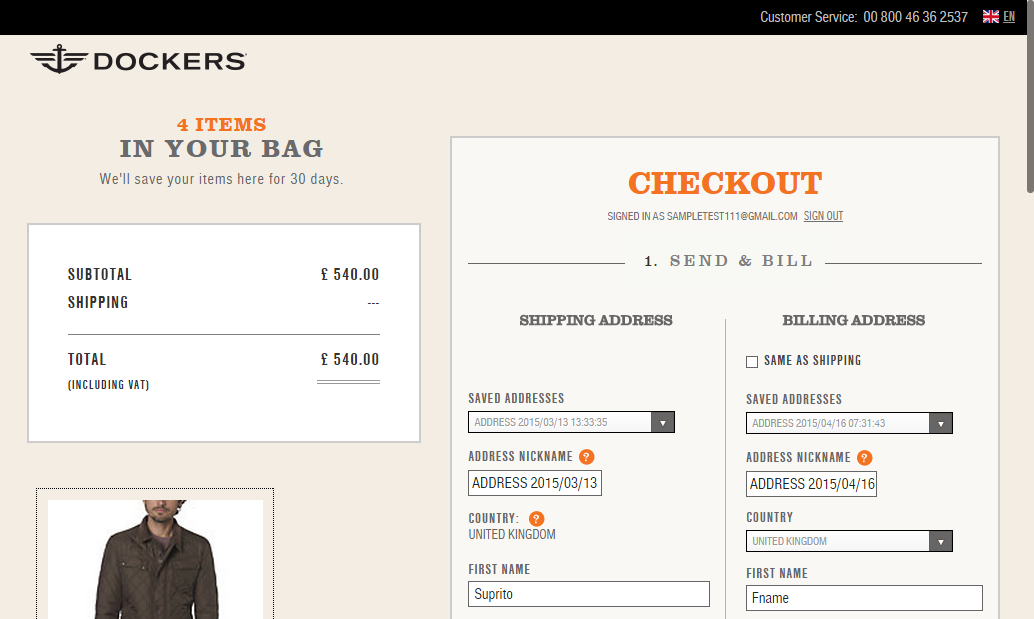 Customer Service: 00 800 46 36 2537 EN
DOCKERS
4 ITEMS
IN YOUR BAG
We'll save your items here for 30 days.
SUBTOTAL £ 540.00
SHIPPING ---
TOTAL £ 540.00
(INCLUDING VAT)
CHECKOUT
SIGNED IN AS SAMPLETEST111@GMAIL.COM SIGN OUT
1. SEND & BILL
SHIPPING ADDRESS
SAVED ADDRESSES
ADDRESS 2015/03/13 13:33:35
ADDRESS NICKNAME ?
ADDRESS 2015/03/13
COUNTRY: ?
UNITED KINGDOM
FIRST NAME
Suprito
BILLING ADDRESS
SAME AS SHIPPING
SAVED ADDRESSES
ADDRESS 2015/04/16 07:31:43
ADDRESS NICKNAME ?
ADDRESS 2015/04/16
COUNTRY
UNITED KINGDOM
FIRST NAME
Fname